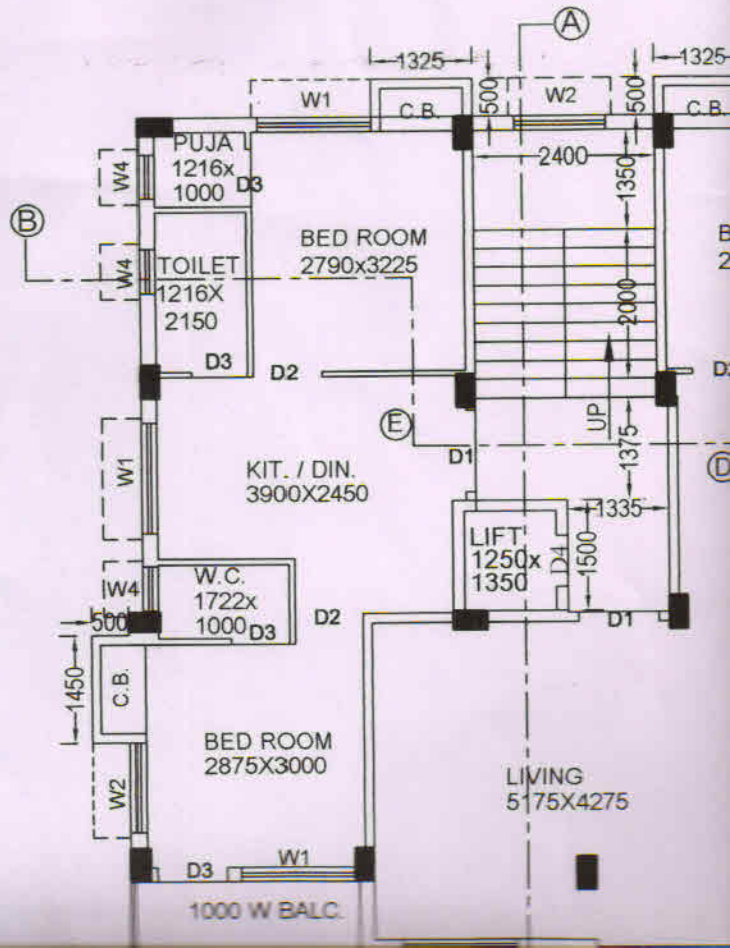 A
1325
1325
500
500
W1
C.B.
W2
C.B.
PUJA
1216x
1000
D3
W4
2400
1350
B
BED ROOM
2790x3225
W4
TOILET
1216X
2150
2000
D3
D2
UP
E
D1
1375
D
W1
KIT. / DIN.
3900X2450
1335
LIFT
1250x
1350
D4
1500
W4
W.C.
1722x
1000
D3
D2
D1
500
1450
C.B.
BED ROOM
2875X3000
W2
LIVING
5175X4275
D3
W1
1000 W BALC.